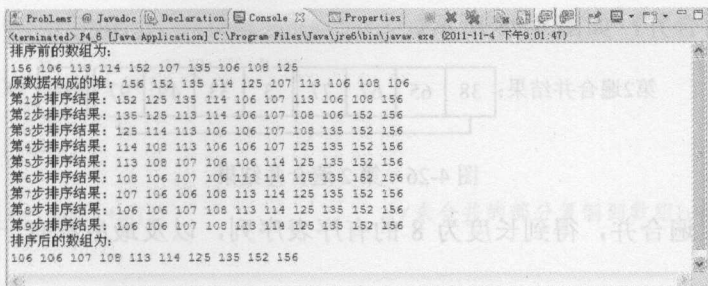 Problems @ Javadoc Declaration Console Properties
<terminated> P4_6 [Java Application] C:\Program Files\Java\jre6\bin\javaw.exe (2011-11-4 下午9:01:47)
排序前的数组为:
156 106 113 114 152 107 135 106 108 125
原数据构成的堆: 156 152 135 114 125 107 113 106 108 106
第1步排序结果: 152 125 135 114 106 107 113 106 108 156
第2步排序结果: 135 125 113 114 106 107 108 106 152 156
第3步排序结果: 125 114 113 106 106 107 108 135 152 156
第4步排序结果: 114 108 113 106 106 107 125 135 152 156
第5步排序结果: 113 108 107 106 106 114 125 135 152 156
第6步排序结果: 108 106 107 106 113 114 125 135 152 156
第7步排序结果: 107 106 106 108 113 114 125 135 152 156
第8步排序结果: 106 106 107 108 113 114 125 135 152 156
第9步排序结果: 106 106 107 108 113 114 125 135 152 156
排序后的数组为:
106 106 107 108 113 114 125 135 152 156